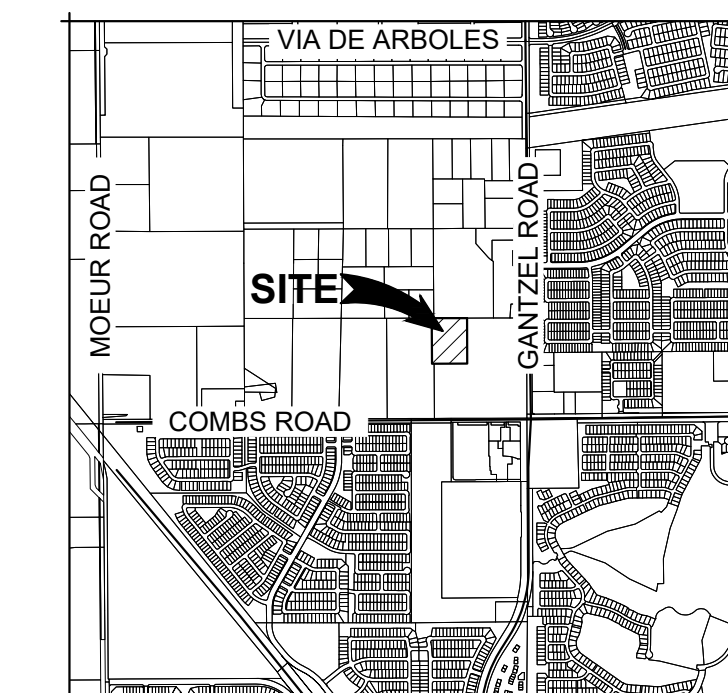 VIA DE ARBOLES
MOEUR ROAD
GANTZEL ROAD
SITE
COMBS ROAD